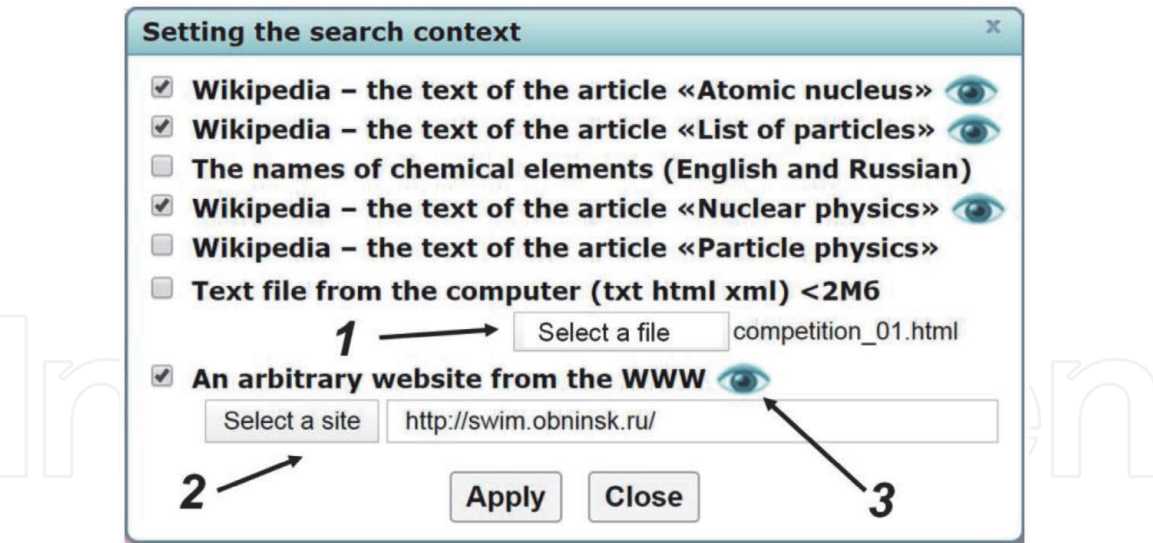 Setting the search context x
Wikipedia – the text of the article «Atomic nucleus»
Wikipedia – the text of the article «List of particles»
The names of chemical elements (English and Russian)
Wikipedia – the text of the article «Nuclear physics»
Wikipedia – the text of the article «Particle physics»
Text file from the computer (txt html xml) <2Мб
1 Select a file competition_01.html
An arbitrary website from the WWW
Select a site http://swim.obninsk.ru/
2 Apply Close 3